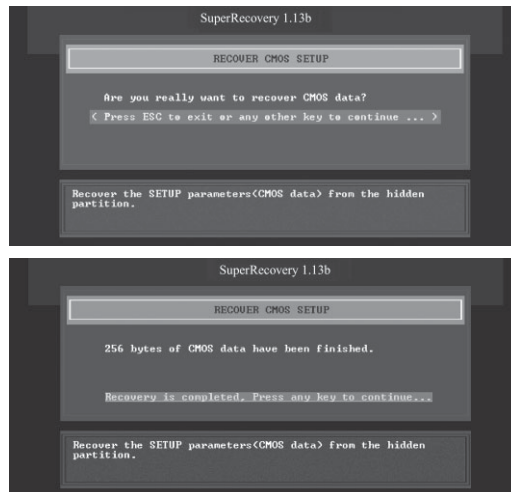 SuperRecovery 1.13b
RECOVER CMOS SETUP
Are you really want to recover CMOS data?
< Press ESC to exit or any other key to continue ... >
Recover the SETUP parameters<CMOS data> from the hidden
partition.
SuperRecovery 1.13b
RECOVER CMOS SETUP
256 bytes of CMOS data have been finished.
Recovery is completed. Press any key to continue...
Recover the SETUP parameters<CMOS data> from the hidden
partition.